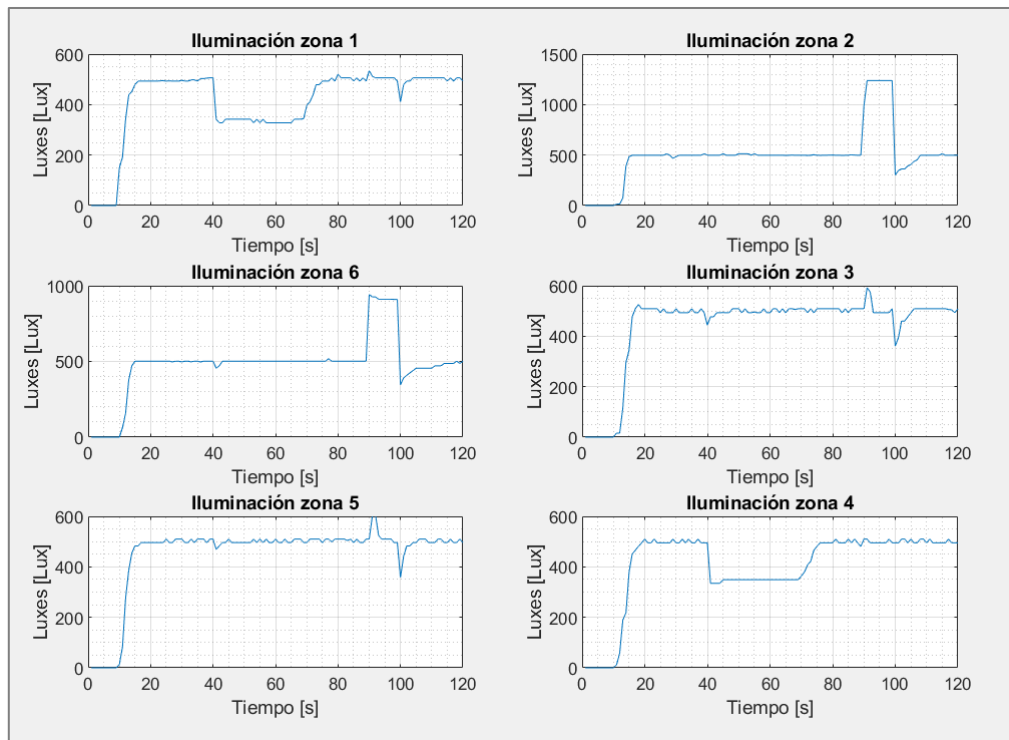 Iluminación zona 1
600
400
200
0
Luxes [Lux]
0 20 40 60 80 100 120
Tiempo [s]
Iluminación zona 2
1500
1000
500
0
Luxes [Lux]
0 20 40 60 80 100 120
Tiempo [s]
Iluminación zona 6
1000
500
0
Luxes [Lux]
0 20 40 60 80 100 120
Tiempo [s]
Iluminación zona 3
600
400
200
0
Luxes [Lux]
0 20 40 60 80 100 120
Tiempo [s]
Iluminación zona 5
600
400
200
0
Luxes [Lux]
0 20 40 60 80 100 120
Tiempo [s]
Iluminación zona 4
600
400
200
0
Luxes [Lux]
0 20 40 60 80 100 120
Tiempo [s]